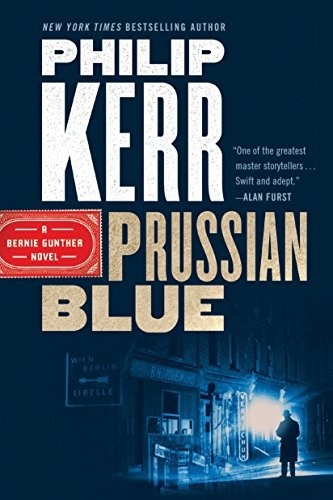 NEW YORK TIMES BESTSELLING AUTHOR
PHILIP
KERR
"One of the greatest
master storytellers . . .
Swift and adept."
—ALAN FURST
A
BERNIE GUNTHER
NOVEL
PRUSSIAN
BLUE
WIEN-BERLIN
LIBELLE